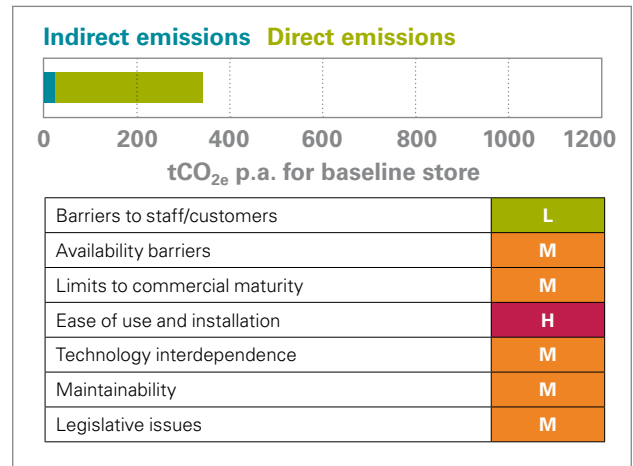 Indirect emissions Direct emissions
0 200 400 600 800 1000 1200
tCO2e p.a. for baseline store
Barriers to staff/customers L
Availability barriers M
Limits to commercial maturity M
Ease of use and installation H
Technology interdependence M
Maintainability M
Legislative issues M